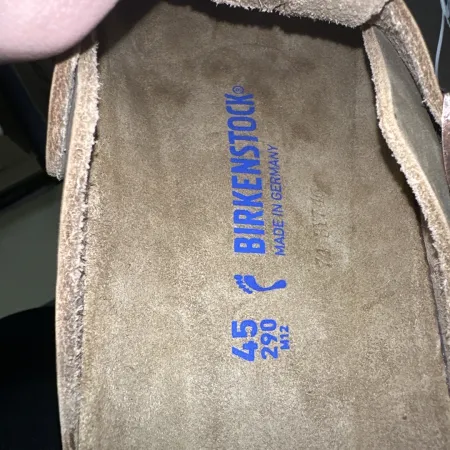 BIRKENSTOCK®
MADE IN GERMANY
45
290
M12